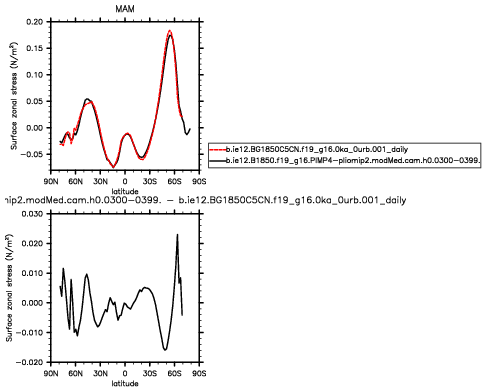 MAM
Surface zonal stress (N/m²)
0.20
0.15
0.10
0.05
0.00
−0.05
90N 60N 30N 0 30S 60S 90S
latitude
b.ie12.BG1850C5CN.f19_g16.0ka_0urb.001_daily
b.ie12.B1850.f19_g16.PIMP4-pliomip2.modMed.cam.h0.0300-0399.
nip2.modMed.cam.h0.0300-0399. − b.ie12.BG1850C5CN.f19_g16.0ka_0urb.001_daily
Surface zonal stress (N/m²)
0.030
0.020
0.010
0.000
−0.010
−0.020
90N 60N 30N 0 30S 60S 90S
latitude